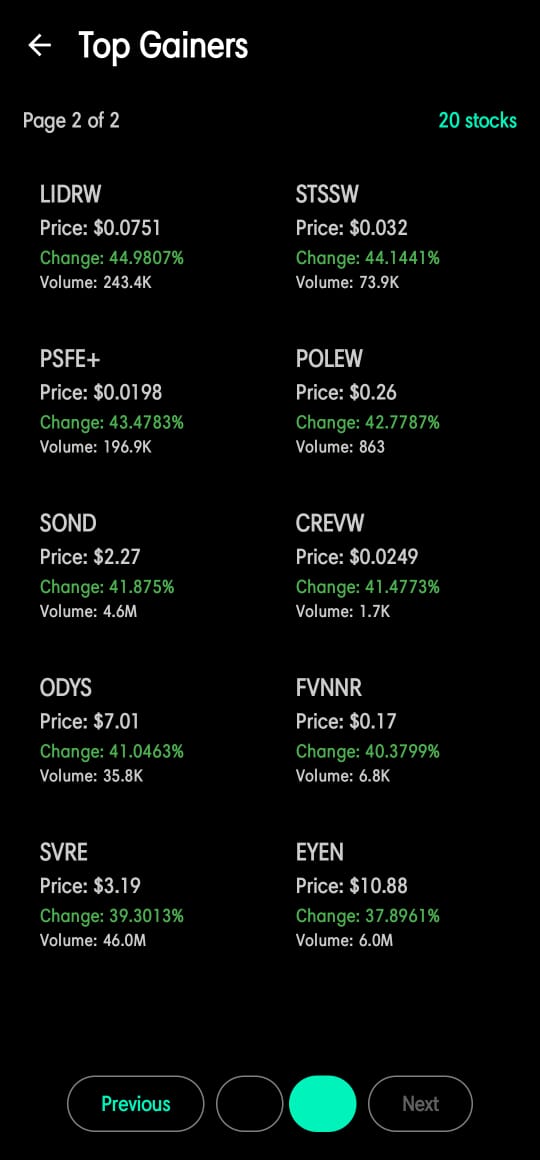 Top Gainers
Page 2 of 2
20 stocks
LIDRW
Price: $0.0751
Change: 44.9807%
Volume: 243.4K
STSSW
Price: $0.032
Change: 44.1441%
Volume: 73.9K
PSFE+
Price: $0.0198
Change: 43.4783%
Volume: 196.9K
POLEW
Price: $0.26
Change: 42.7787%
Volume: 863
SOND
Price: $2.27
Change: 41.875%
Volume: 4.6M
CREVW
Price: $0.0249
Change: 41.4773%
Volume: 1.7K
ODYS
Price: $7.01
Change: 41.0463%
Volume: 35.8K
FVNNR
Price: $0.17
Change: 40.3799%
Volume: 6.8K
SVRE
Price: $3.19
Change: 39.3013%
Volume: 46.0M
EYEN
Price: $10.88
Change: 37.8961%
Volume: 6.0M
Previous
Next